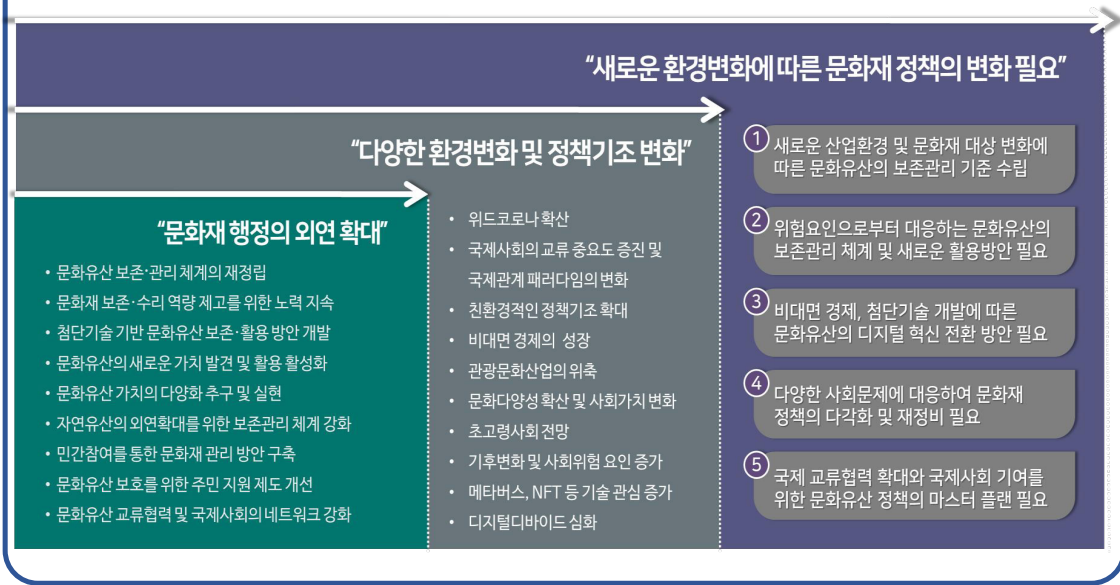 “새로운 환경변화에 따른 문화재 정책의 변화 필요”
“다양한 환경변화 및 정책기조 변화”
“문화재 행정의 외연 확대”
• 문화유산 보존·관리 체계의 재정립
• 문화재 보존·수리 역량 제고를 위한 노력 지속
• 첨단기술 기반 문화유산 보존·활용 방안 개발
• 문화유산의 새로운 가치 발견 및 활용 활성화
• 문화유산 가치의 다양화 추구 및 실현
• 자연유산의 외연확대를 위한 보존관리 체계 강화
• 민간참여를 통한 문화재 관리 방안 구축
• 문화유산 보호를 위한 주민 지원 제도 개선
• 문화유산 교류협력 및 국제사회의 네트워크 강화
• 위드코로나 확산
• 국제사회의 교류 중요도 증진 및
국제관계 패러다임의 변화
• 친환경적인 정책기조 확대
• 비대면 경제의 성장
• 관광문화산업의 위축
• 문화다양성 확산 및 사회가치 변화
• 초고령사회 전망
• 기후변화 및 사회위험 요인 증가
• 메타버스, NFT 등 기술 관심 증가
• 디지털디바이드 심화
① 새로운 산업환경 및 문화재 대상 변화에
따른 문화유산의 보존관리 기준 수립
② 위험요인으로부터 대응하는 문화유산의
보존관리 체계 및 새로운 활용방안 필요
③ 비대면 경제, 첨단기술 개발에 따른
문화유산의 디지털 혁신 전환 방안 필요
④ 다양한 사회문제에 대응하여 문화재
정책의 다각화 및 재정비 필요
⑤ 국제 교류협력 확대와 국제사회 기여를
위한 문화유산 정책의 마스터 플랜 필요